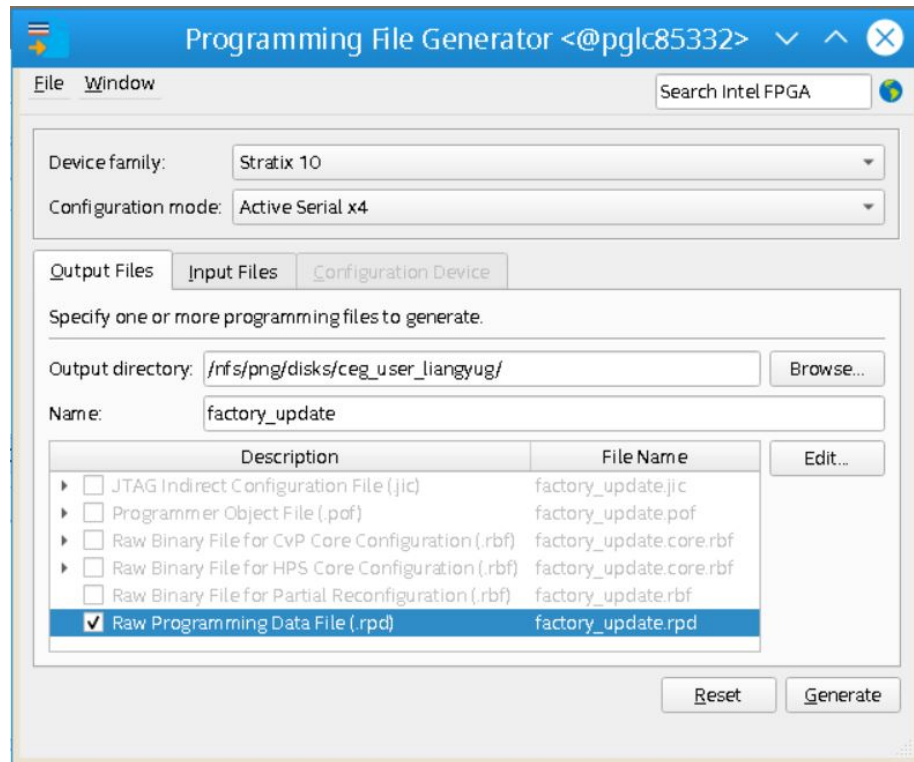 Programming File Generator <@pglc85332>
File Window
Search Intel FPGA
Device family: Stratix 10
Configuration mode: Active Serial x4
Output Files Input Files Configuration Device
Specify one or more programming files to generate.
Output directory: /nfs/png/disks/ceg_user_liangyug/ Browse...
Name: factory_update
Description File Name Edit...
JTAG Indirect Configuration File (.jic) factory_update.jic
Programmer Object File (.pof) factory_update.pof
Raw Binary File for CvP Core Configuration (.rbf) factory_update.core.rbf
Raw Binary File for HPS Core Configuration (.rbf) factory_update.core.rbf
Raw Binary File for Partial Reconfiguration (.rbf) factory_update.rbf
Raw Programming Data File (.rpd) factory_update.rpd
Reset Generate